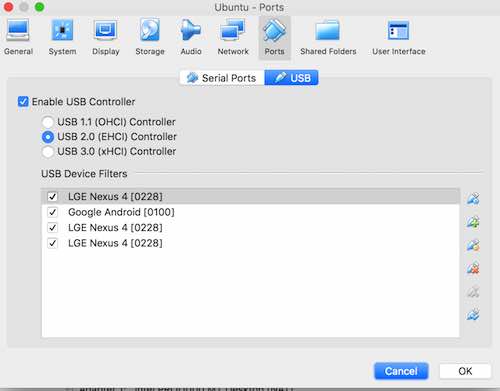 Ubuntu - Ports
General System Display Storage Audio Network Ports Shared Folders User Interface
Serial Ports USB
Enable USB Controller
USB 1.1 (OHCI) Controller
USB 2.0 (EHCI) Controller
USB 3.0 (xHCI) Controller
USB Device Filters
LGE Nexus 4 [0228]
Google Android [0100]
LGE Nexus 4 [0228]
LGE Nexus 4 [0228]
Cancel OK